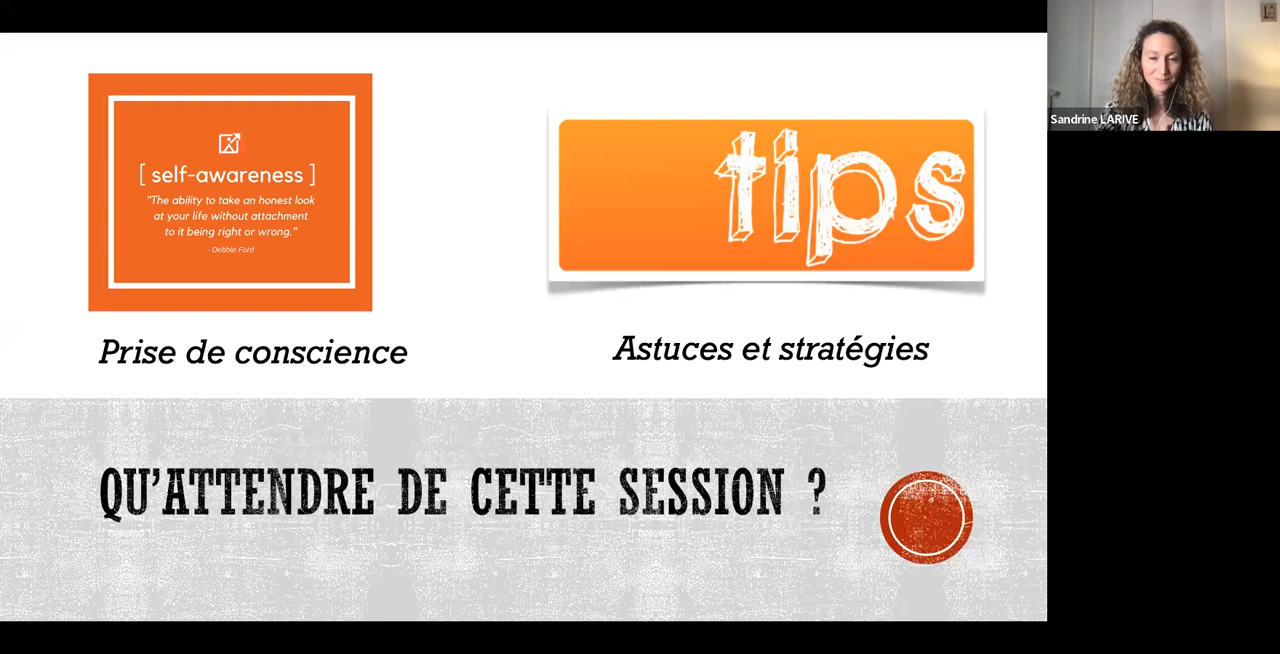 [ self-awareness ]
"The ability to take an honest look
at your life without attachment
to it being right or wrong."
- Debbie Ford
tips
Prise de conscience
Astuces et stratégies
QU'ATTENDRE DE CETTE SESSION ?
Sandrine LARIVE